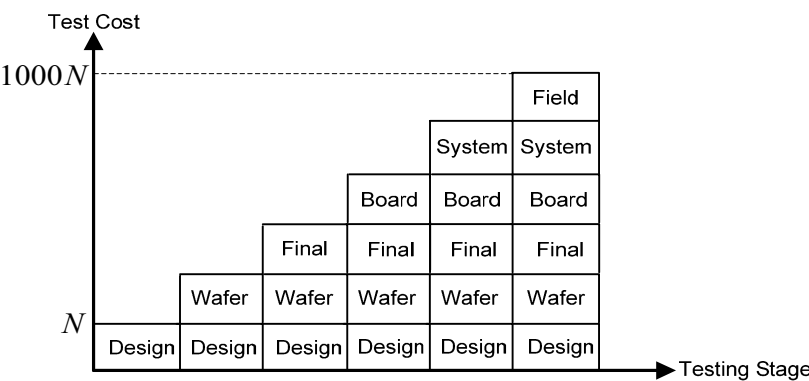 Test Cost
1000N
Field
System System
Board Board Board
Final Final Final Final
Wafer Wafer Wafer Wafer Wafer
N
Design Design Design Design Design Design
Testing Stage